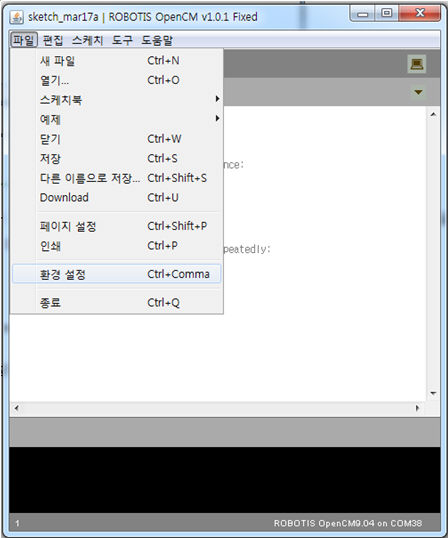 sketch_mar17a | ROBOTIS OpenCM v1.0.1 Fixed
파일 편집 스케치 도구 도움말
새 파일 Ctrl+N
열기... Ctrl+O
스케치북
예제
닫기 Ctrl+W
저장 Ctrl+S
nce:
다른 이름으로 저장... Ctrl+Shift+S
Download Ctrl+U
페이지 설정 Ctrl+Shift+P
인쇄 Ctrl+P
peatedly:
환경 설정 Ctrl+Comma
종료 Ctrl+Q
1 ROBOTIS OpenCM9.04 on COM38